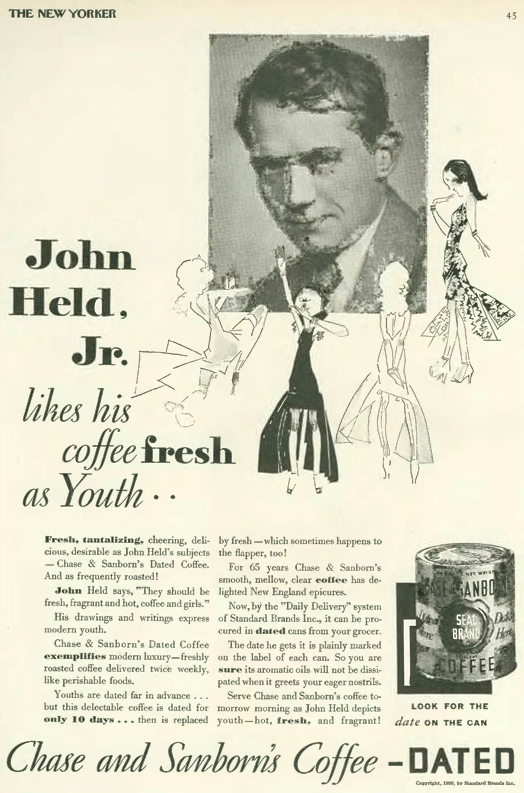 THE NEW YORKER
45
John
Held,
Jr.
likes his
coffee fresh
as Youth ··
Fresh, tantalizing, cheering, deli-
cious, desirable as John Held's subjects
— Chase & Sanborn's Dated Coffee.
And as frequently roasted!
John Held says, "They should be
fresh, fragrant and hot, coffee and girls."
His drawings and writings express
modern youth.
Chase & Sanborn's Dated Coffee
exemplifies modern luxury—freshly
roasted coffee delivered twice weekly,
like perishable foods.
Youths are dated far in advance . . .
but this delectable coffee is dated for
only 10 days . . . then is replaced
by fresh—which sometimes happens to
the flapper, too!
For 65 years Chase & Sanborn's
smooth, mellow, clear coffee has de-
lighted New England epicures.
Now, by the "Daily Delivery" system
of Standard Brands Inc., it can be pro-
cured in dated cans from your grocer.
The date he gets it is plainly marked
on the label of each can. So you are
sure its aromatic oils will not be dissi-
pated when it greets your eager nostrils.
Serve Chase and Sanborn's coffee to-
morrow morning as John Held depicts
youth—hot, fresh, and fragrant!
SEAL
BRAND
COFFEE
LOOK FOR THE
date ON THE CAN
Chase and Sanborn's Coffee – DATED
Copyright, 1930, by Standard Brands Inc.